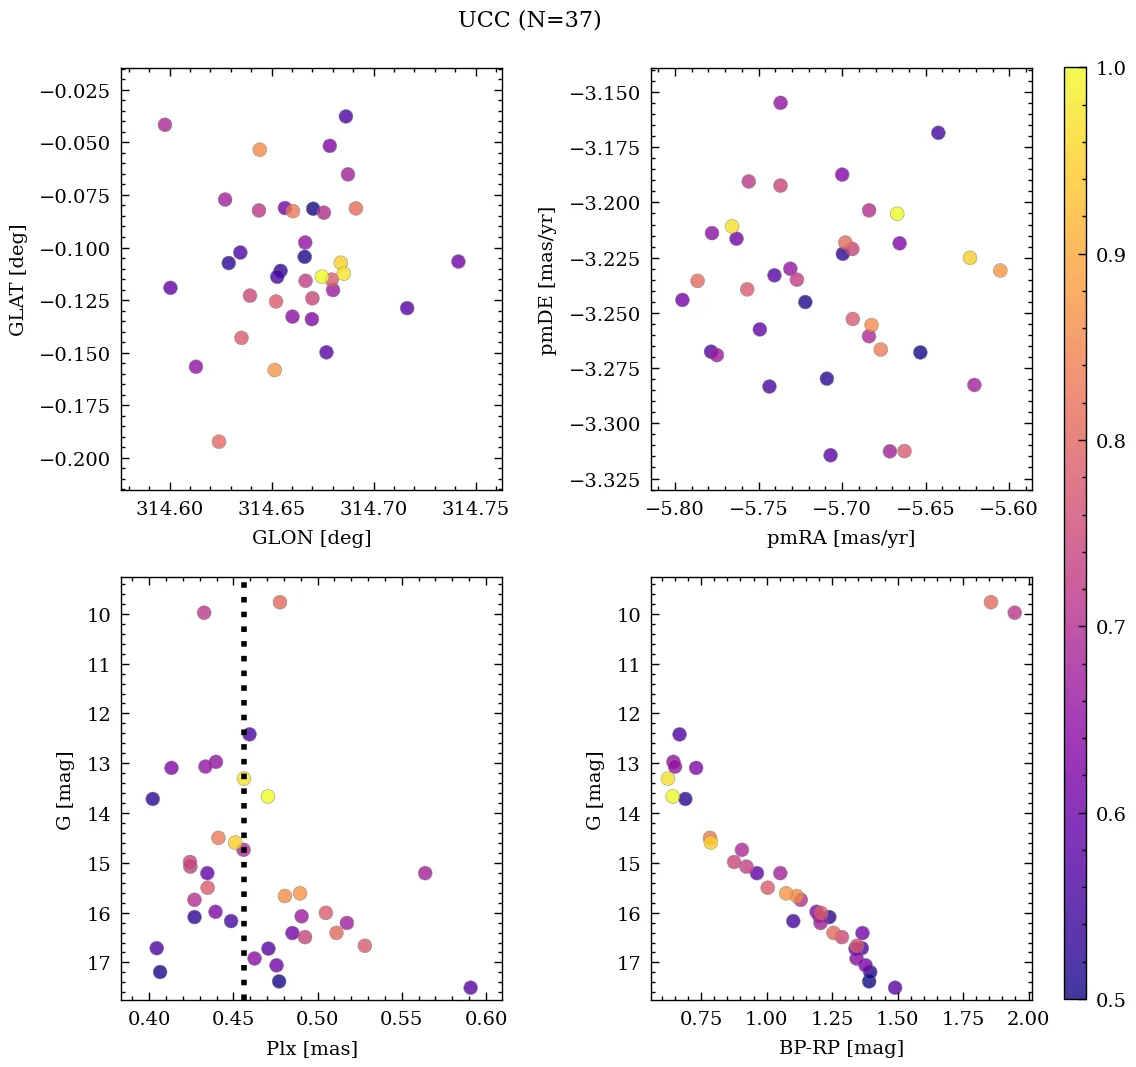 UCC (N=37)
−0.025
−0.050
−0.075
−0.100
−0.125
−0.150
−0.175
−0.200
GLAT [deg]
314.60 314.65 314.70 314.75
GLON [deg]
−3.150
−3.175
−3.200
−3.225
−3.250
−3.275
−3.300
−3.325
pmDE [mas/yr]
−5.80 −5.75 −5.70 −5.65 −5.60
pmRA [mas/yr]
10
11
12
13
14
15
16
17
G [mag]
0.40 0.45 0.50 0.55 0.60
Plx [mas]
10
11
12
13
14
15
16
17
G [mag]
0.75 1.00 1.25 1.50 1.75 2.00
BP-RP [mag]
1.0
0.9
0.8
0.7
0.6
0.5